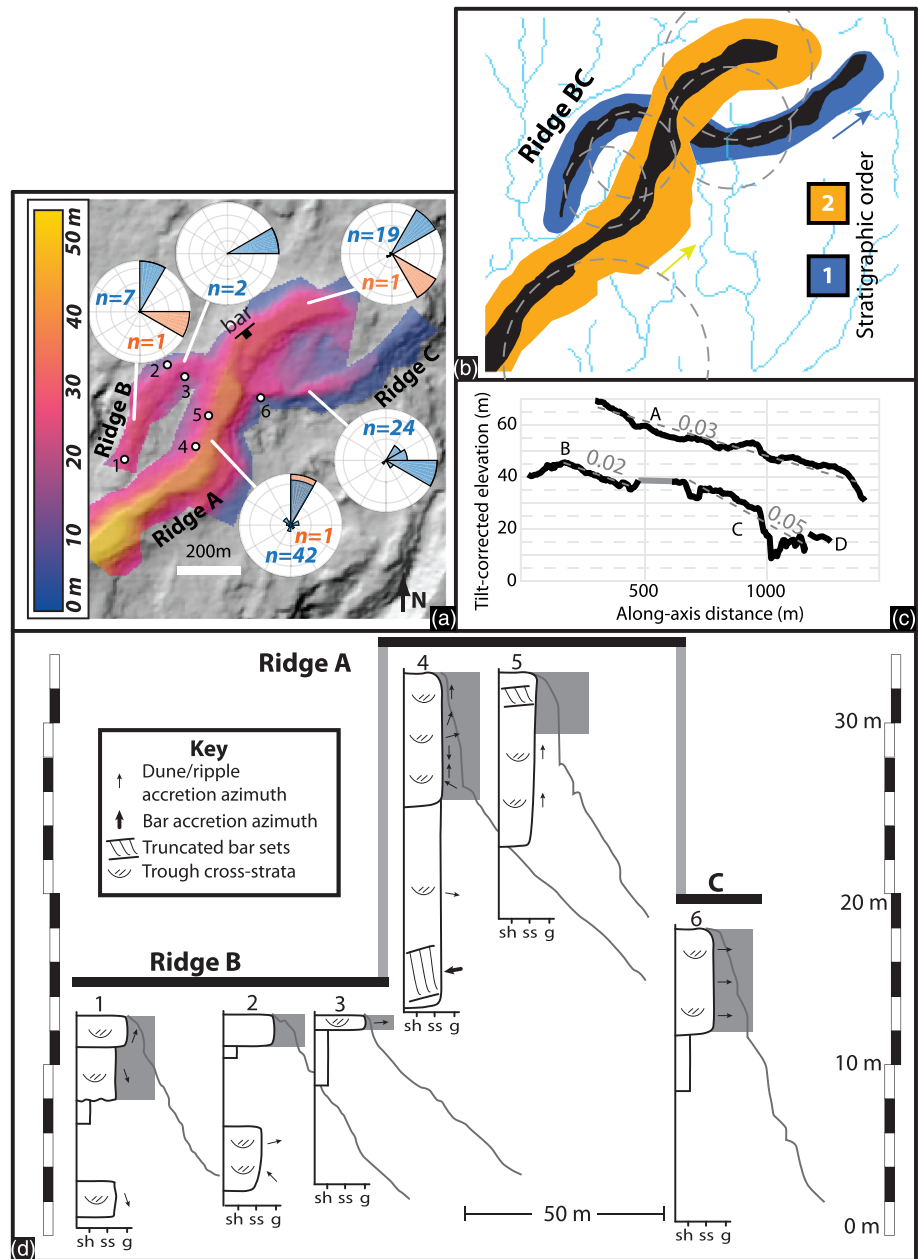 Ridge BC
2
1
Stratigraphic order
(b)
50 m
40
30
20
10
0 m
n=7
n=1
n=2
n=19
n=1
bar
Ridge B
Ridge C
2
3
1
5
4
6
Ridge A
n=24
n=1
n=42
200m
N
(a)
Tilt-corrected elevation (m)
60
40
20
0
A
0.03
B
0.02
C
0.05
D
500
1000
Along-axis distance (m)
(c)
Ridge A
Key
Dune/ripple
accretion azimuth
Bar accretion azimuth
Truncated bar sets
Trough cross-strata
4
5
30 m
sh ss g
sh ss g
20 m
C
6
Ridge B
1
2
3
10 m
sh ss g
sh ss g
sh ss g
sh ss g
50 m
0 m
(d)